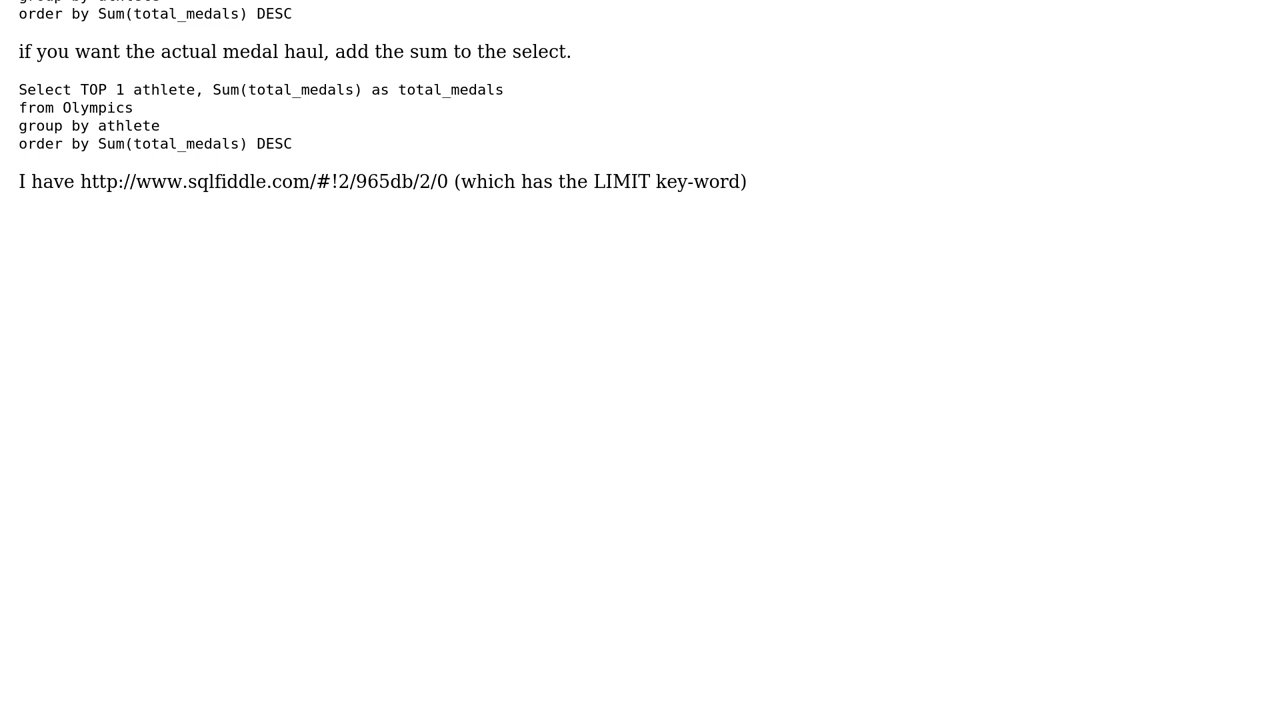 order by Sum(total_medals) DESC
if you want the actual medal haul, add the sum to the select.
Select TOP 1 athlete, Sum(total_medals) as total_medals
from Olympics
group by athlete
order by Sum(total_medals) DESC
I have http://www.sqlfiddle.com/#!2/965db/2/0 (which has the LIMIT key-word)